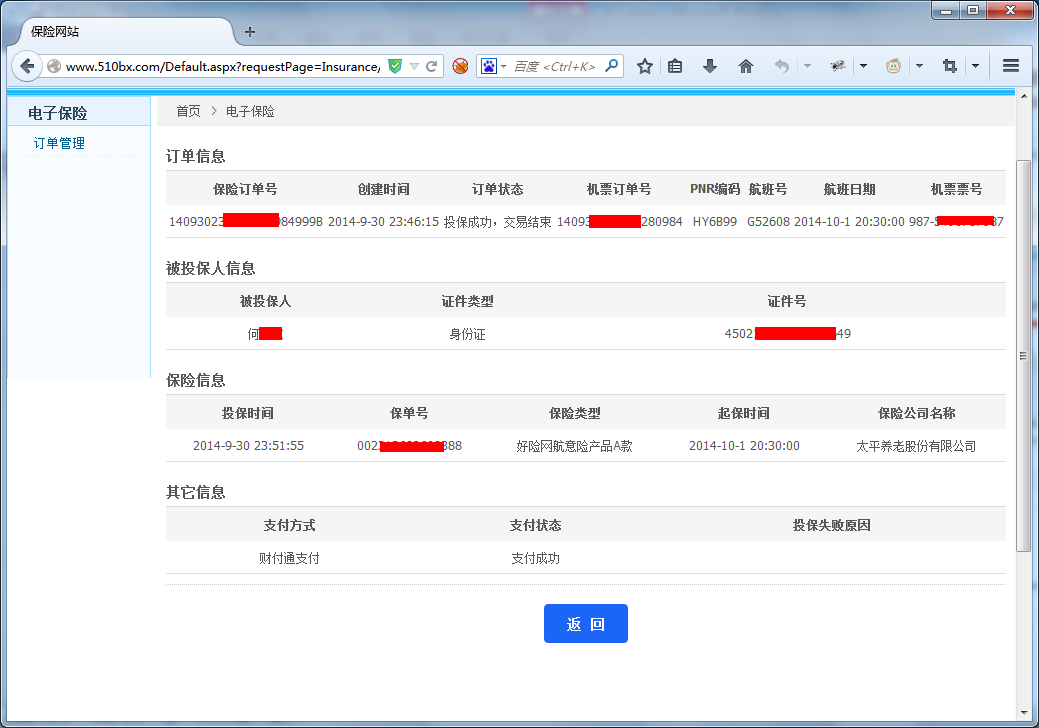 保险网站
www.510bx.com/Default.aspx?requestPage=Insurance/
百度 <Ctrl+K>
电子保险
订单管理
首页 > 电子保险
订单信息
保险订单号 创建时间 订单状态 机票订单号 PNR编码 航班号 航班日期 机票票号
14093023 984999B 2014-9-30 23:46:15 投保成功，交易结束 14093 280984 HY6B99 G52608 2014-10-1 20:30:00 987- 87
被投保人信息
被投保人 证件类型 证件号
何 身份证 4502 49
保险信息
投保时间 保单号 保险类型 起保时间 保险公司名称
2014-9-30 23:51:55 002 388 好险网航意险产品A款 2014-10-1 20:30:00 太平养老股份有限公司
其它信息
支付方式 支付状态 投保失败原因
财付通支付 支付成功
返 回